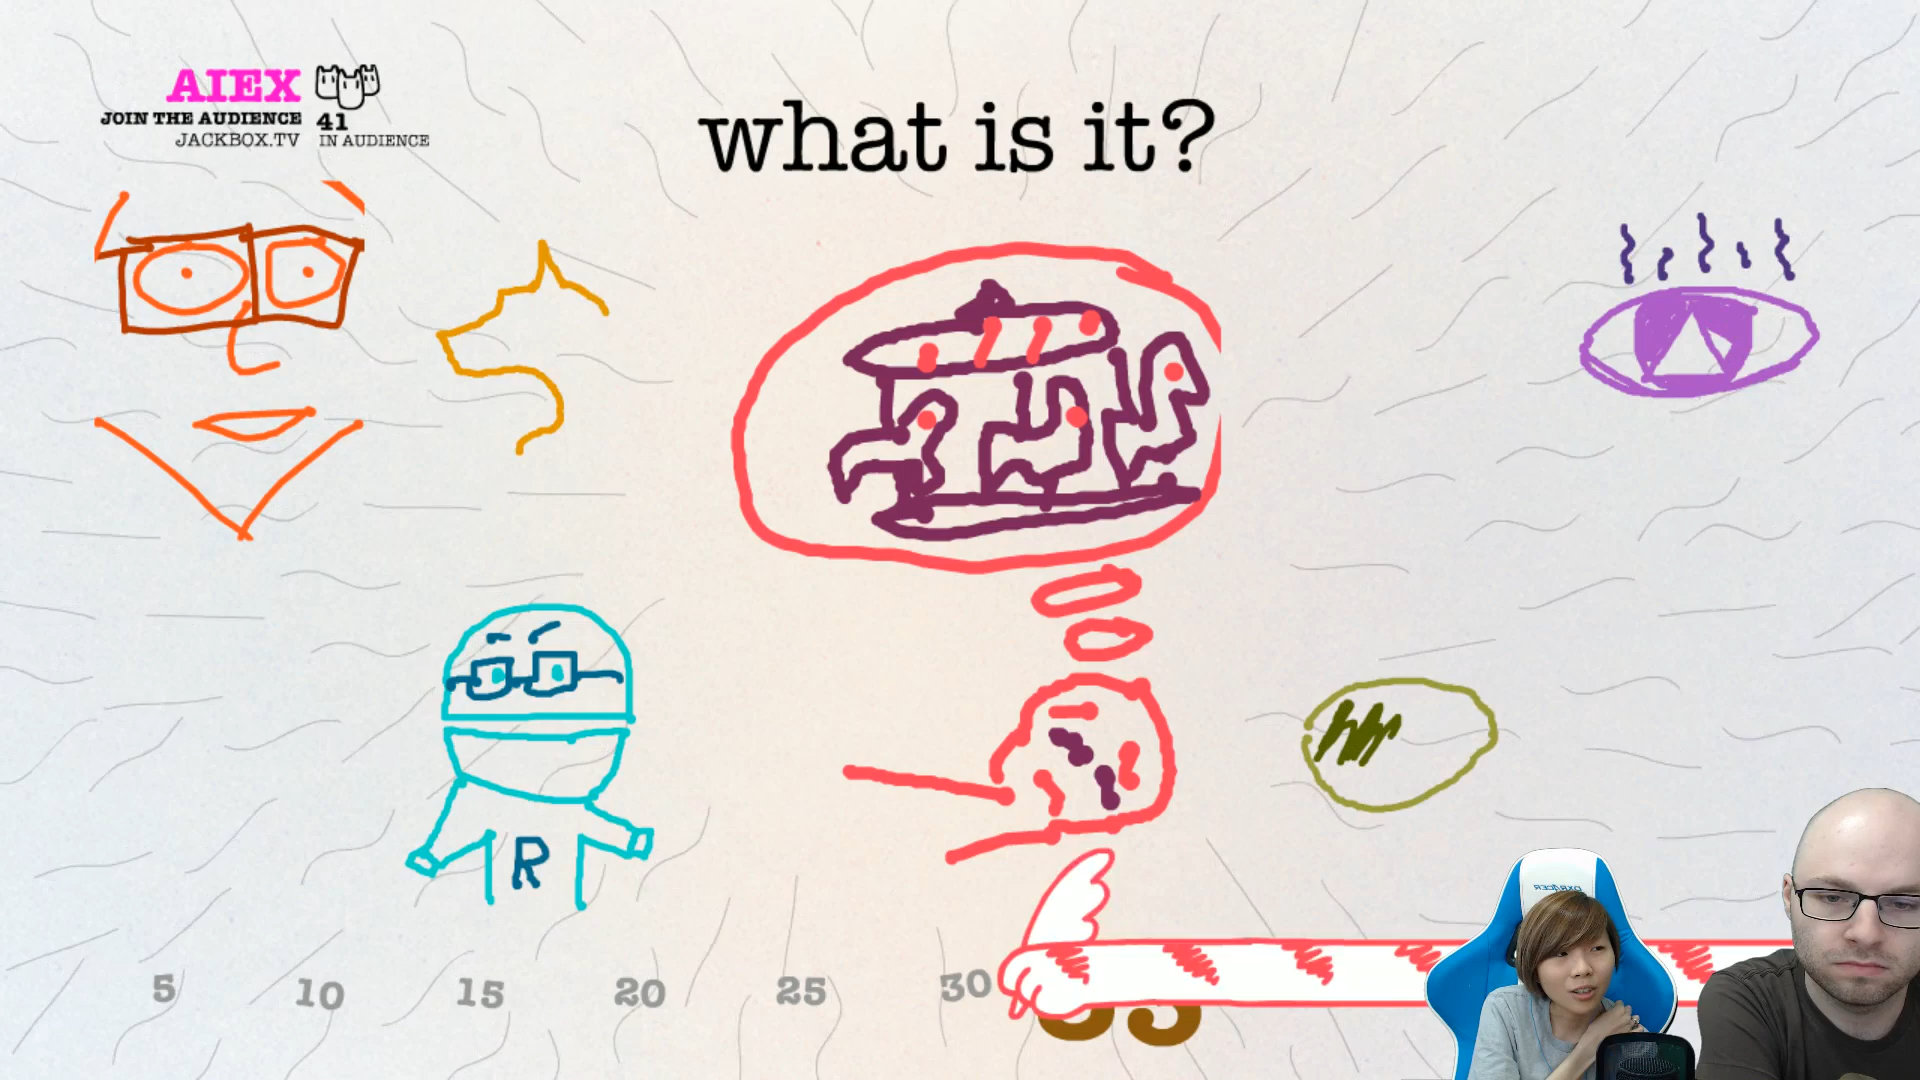 AIEX
JOIN THE AUDIENCE
JACKBOX.TV
41
IN AUDIENCE
what is it?
R
5
10
15
20
25
30